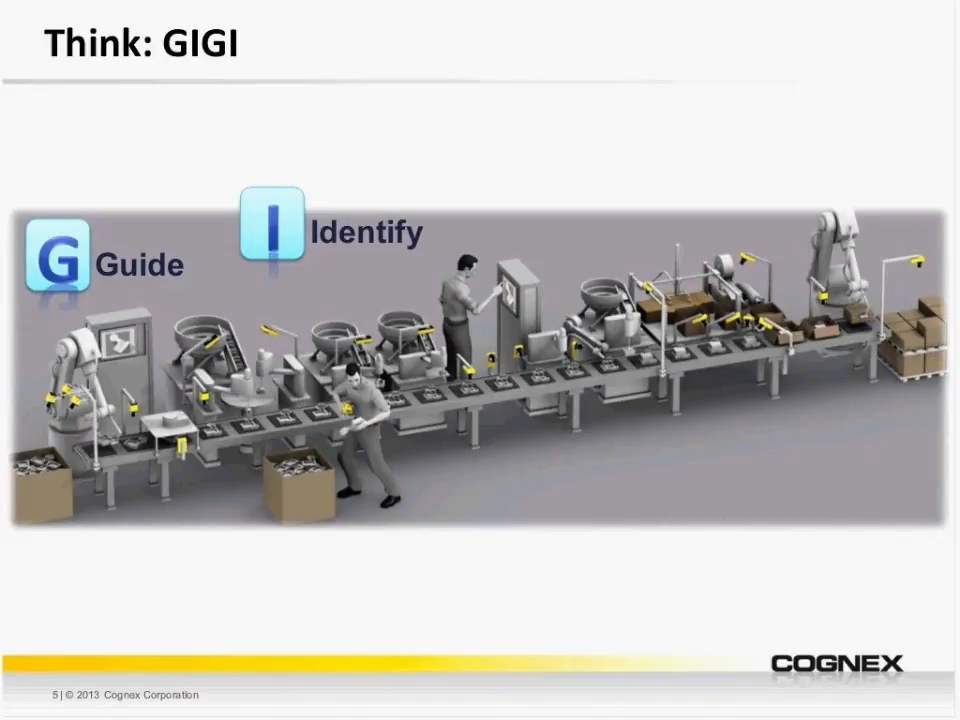 Think: GIGI
I Identify
G Guide
COGNEX
5 | © 2013 Cognex Corporation